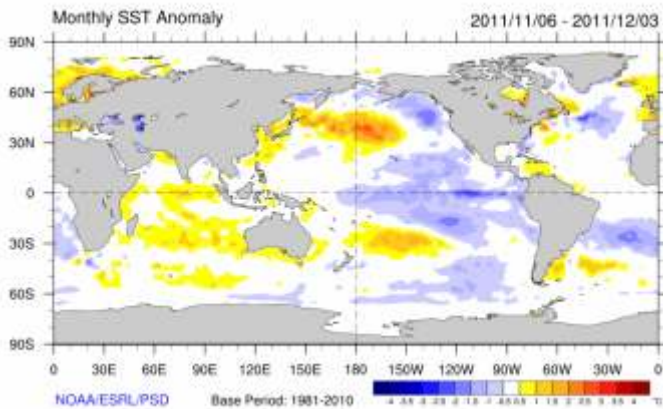 Monthly SST Anomaly 2011/11/06 - 2011/12/03
90N
60N
30N
0
30S
60S
90S
0 30E 60E 90E 120E 150E 180 150W 120W 90W 60W 30W 0
NOAA/ESRL/PSD Base Period: 1981-2010